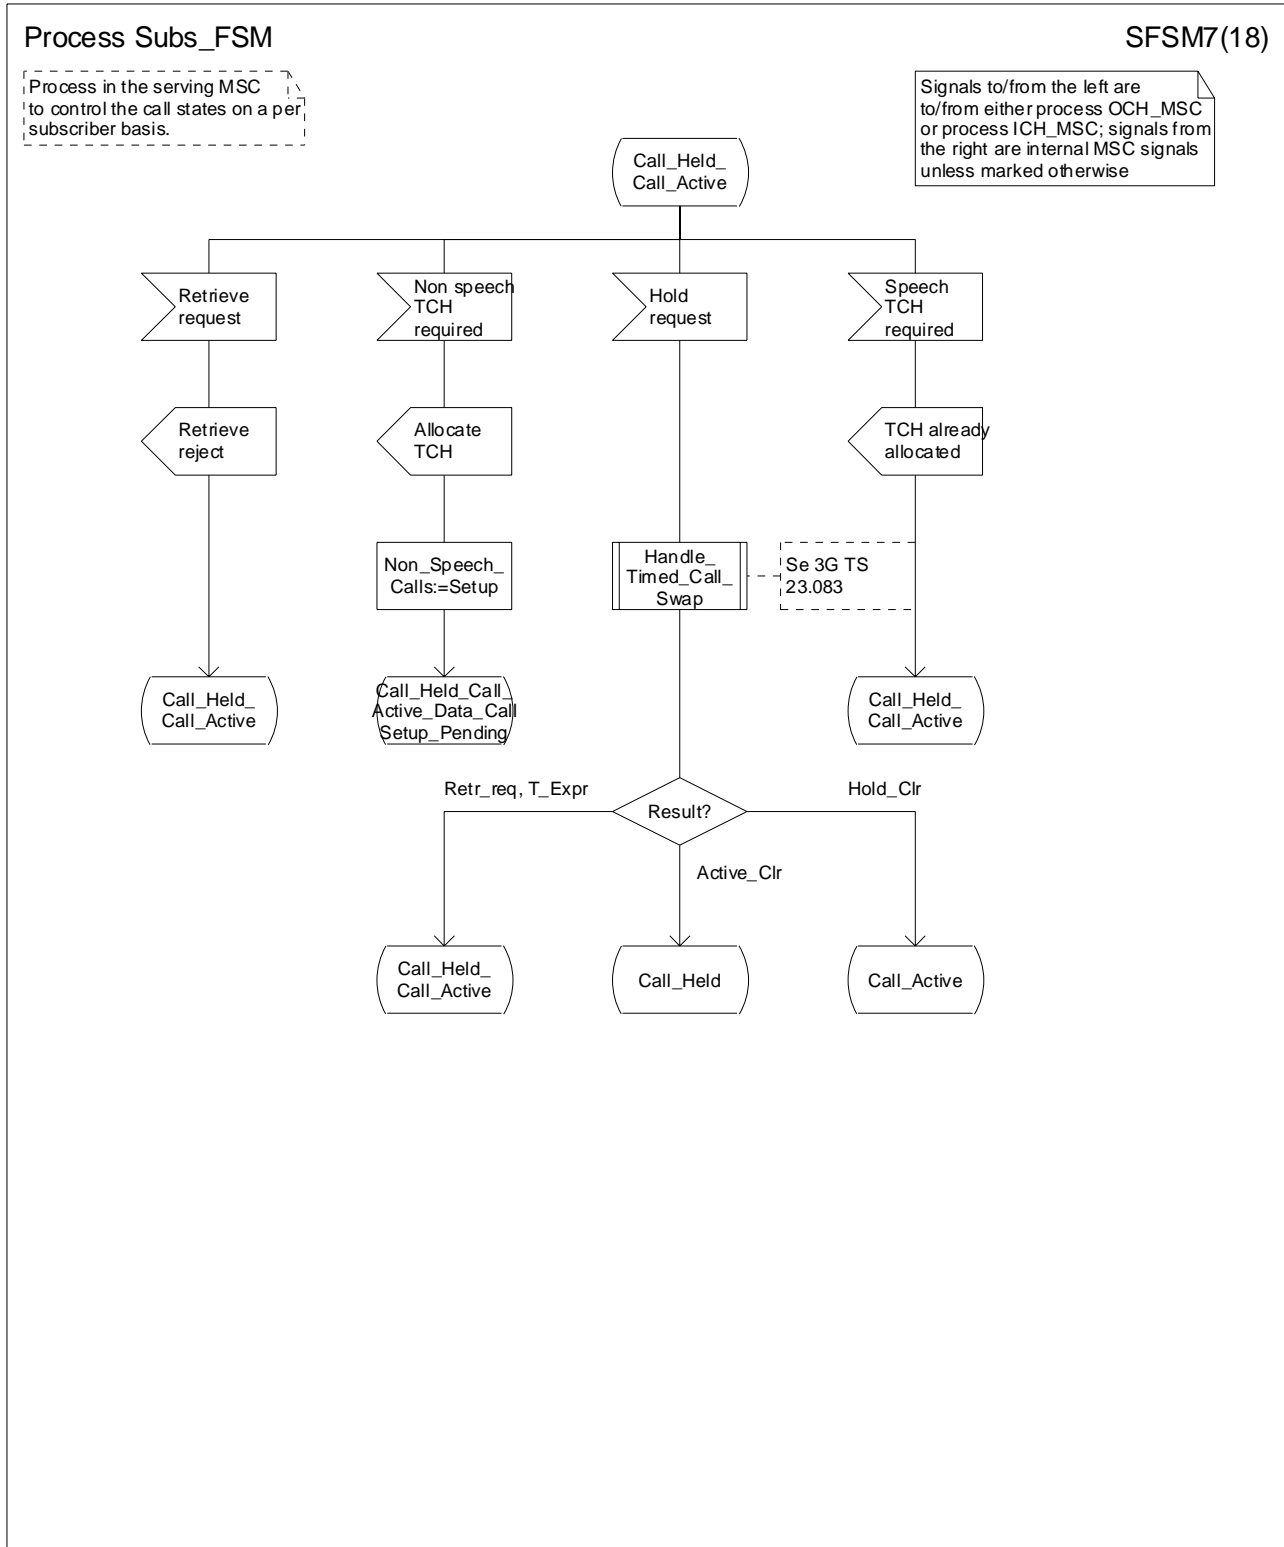 Process Subs_FSM
SFSM7(18)
Process in the serving MSC
to control the call states on a per
subscriber basis.
Signals to/from the left are
to/from either process OCH_MSC
or process ICH_MSC; signals from
the right are internal MSC signals
unless marked otherwise
Call_Held_
Call_Active
Retrieve
request
Non speech
TCH
required
Hold
request
Speech
TCH
required
Retrieve
reject
Allocate
TCH
TCH already
allocated
Non_Speech_
Calls:=Setup
Handle_
Timed_Call_
Swap
Se 3G TS
23.083
Call_Held_
Call_Active
Call_Held_Call_
Active_Data_Call
Setup_Pending
Call_Held_
Call_Active
Retr_req, T_Expr
Result?
Hold_Clr
Active_Clr
Call_Held_
Call_Active
Call_Held
Call_Active